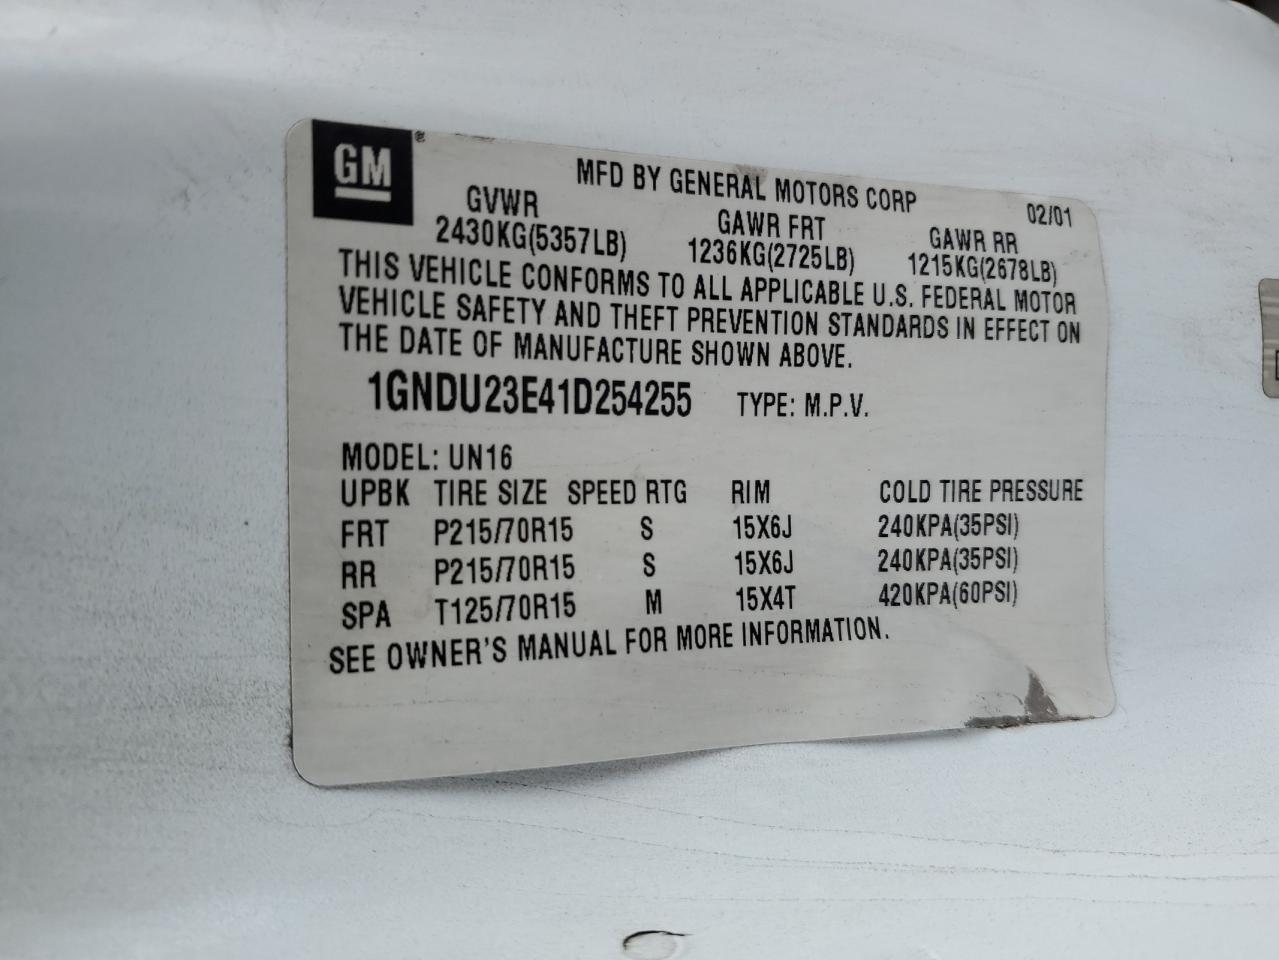 GM®
MFD BY GENERAL MOTORS CORP 02/01
GVWR GAWR FRT GAWR RR
2430KG(5357LB) 1236KG(2725LB) 1215KG(2678LB)
THIS VEHICLE CONFORMS TO ALL APPLICABLE U.S. FEDERAL MOTOR
VEHICLE SAFETY AND THEFT PREVENTION STANDARDS IN EFFECT ON
THE DATE OF MANUFACTURE SHOWN ABOVE.
1GNDU23E41D254255 TYPE: M.P.V.
MODEL: UN16
UPBK TIRE SIZE SPEED RTG RIM COLD TIRE PRESSURE
FRT P215/70R15 S 15X6J 240KPA(35PSI)
RR P215/70R15 S 15X6J 240KPA(35PSI)
SPA T125/70R15 M 15X4T 420KPA(60PSI)
SEE OWNER'S MANUAL FOR MORE INFORMATION.